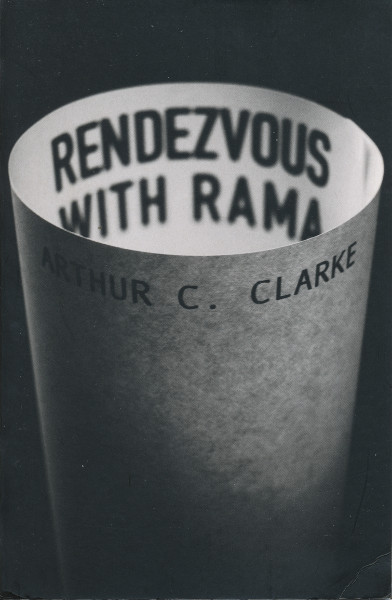 RENDEZVOUS
WITH RAMA
ARTHUR C. CLARKE